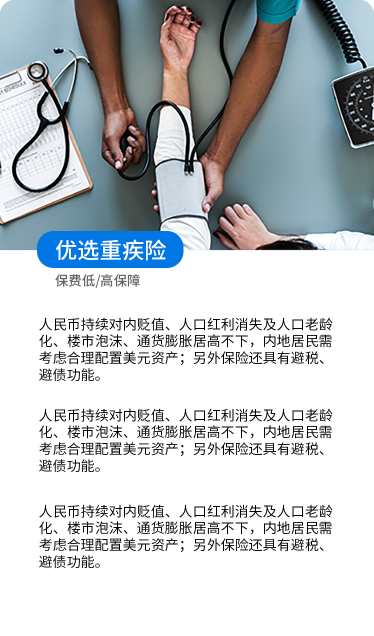 优选重疾险
保费低/高保障
人民币持续对内贬值、人口红利消失及人口老龄
化、楼市泡沫、通货膨胀居高不下，内地居民需
考虑合理配置美元资产；另外保险还具有避税、
避债功能。
人民币持续对内贬值、人口红利消失及人口老龄
化、楼市泡沫、通货膨胀居高不下，内地居民需
考虑合理配置美元资产；另外保险还具有避税、
避债功能。
人民币持续对内贬值、人口红利消失及人口老龄
化、楼市泡沫、通货膨胀居高不下，内地居民需
考虑合理配置美元资产；另外保险还具有避税、
避债功能。